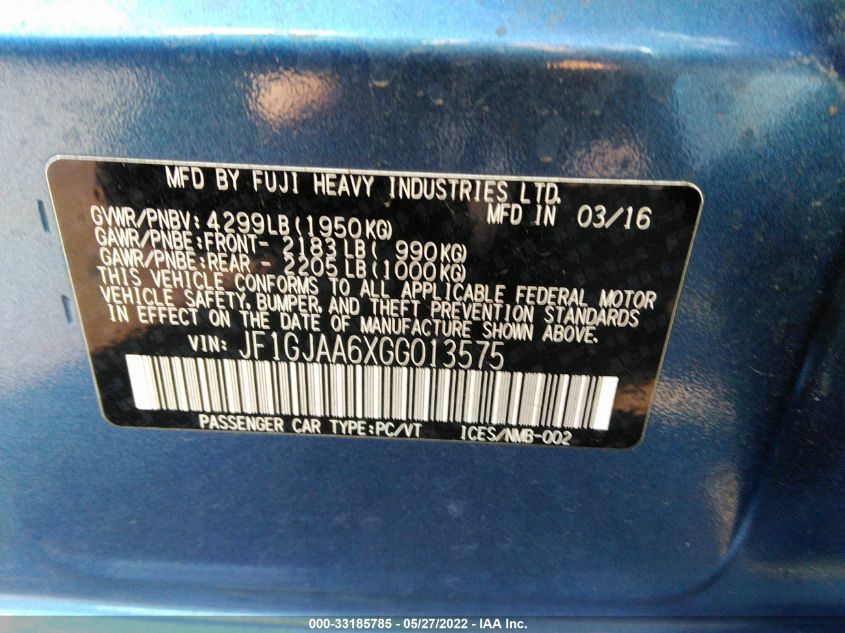 MFD BY FUJI HEAVY INDUSTRIES LTD.
MFD IN 03/16
GVWR/PNBV: 4299LB(1950KG)
GAWR/PNBE:FRONT- 2183LB( 990KG)
GAWR/PNBE:REAR - 2205LB(1000KG)
THIS VEHICLE CONFORMS TO ALL APPLICABLE FEDERAL MOTOR
VEHICLE SAFETY, BUMPER, AND THEFT PREVENTION STANDARDS
IN EFFECT ON THE DATE OF MANUFACTURE SHOWN ABOVE.
VIN: JF1GJAA6XGG013575
PASSENGER CAR TYPE:PC/VT ICES/NMB-002
000-33185785 - 05/27/2022 - IAA Inc.